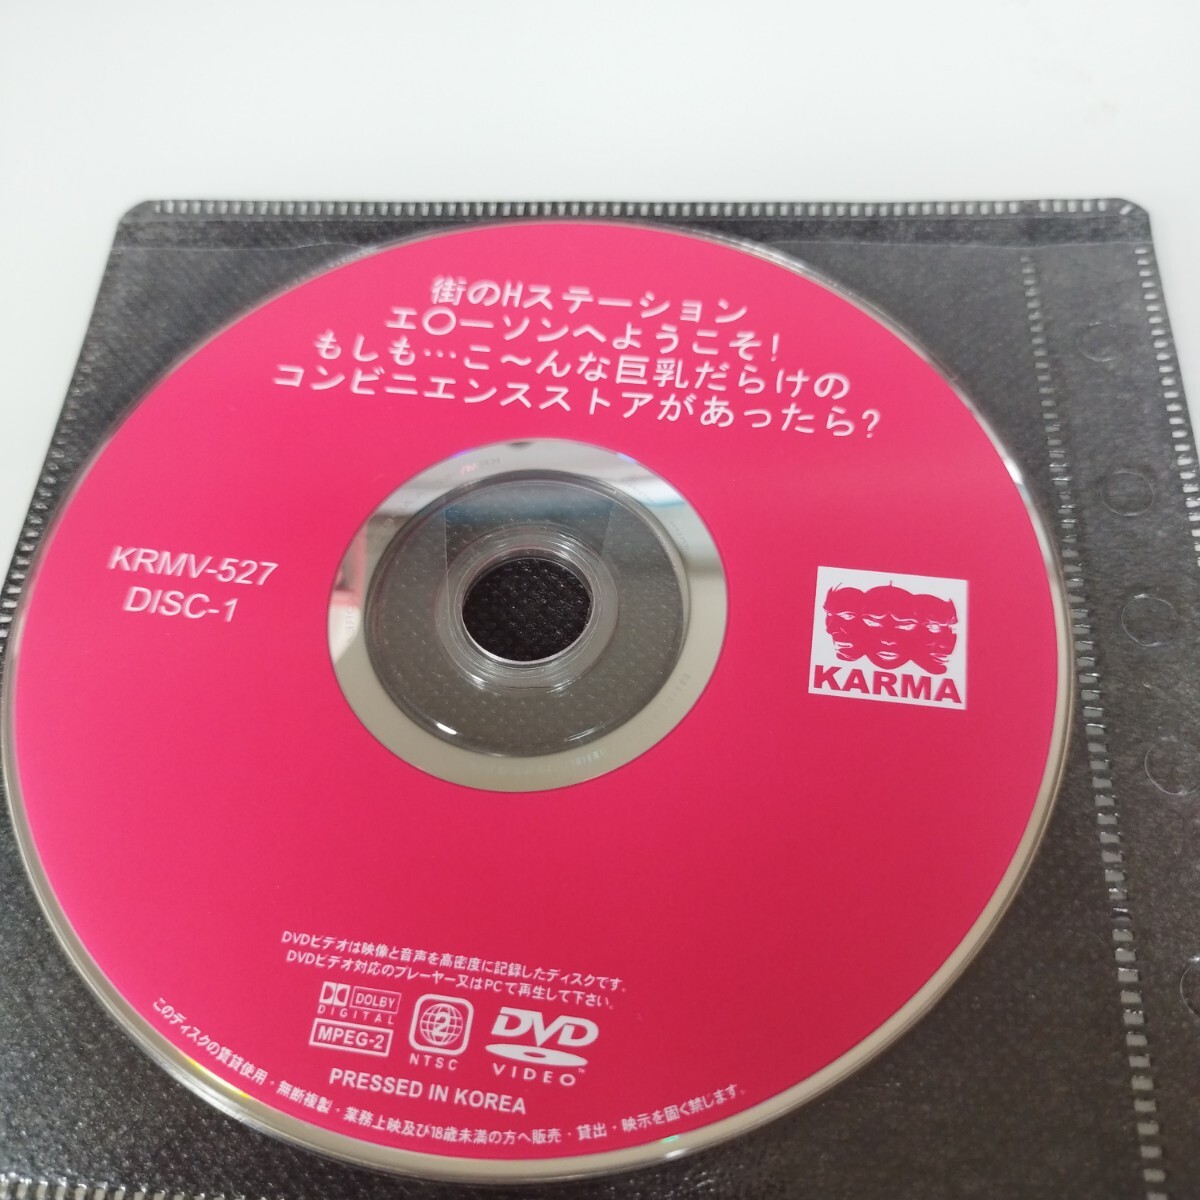 街のHステーション
エ〇ーソンへようこそ!
もしも…こ～んな巨乳だらけの
コンビニエンスストアがあったら?
KRMV-527
DISC-1
KARMA
DVDビデオは映像と音声を高密度に記録したディスクです。
DVDビデオ対応のプレーヤー又はPCで再生して下さい。
DOLBY
DIGITAL
MPEG-2
2
NTSC
DVD
VIDEO™
PRESSED IN KOREA
このディスクの賃貸使用・無断複製・業務上映及び18歳未満の方へ販売・貸出・映示を固く禁じます。